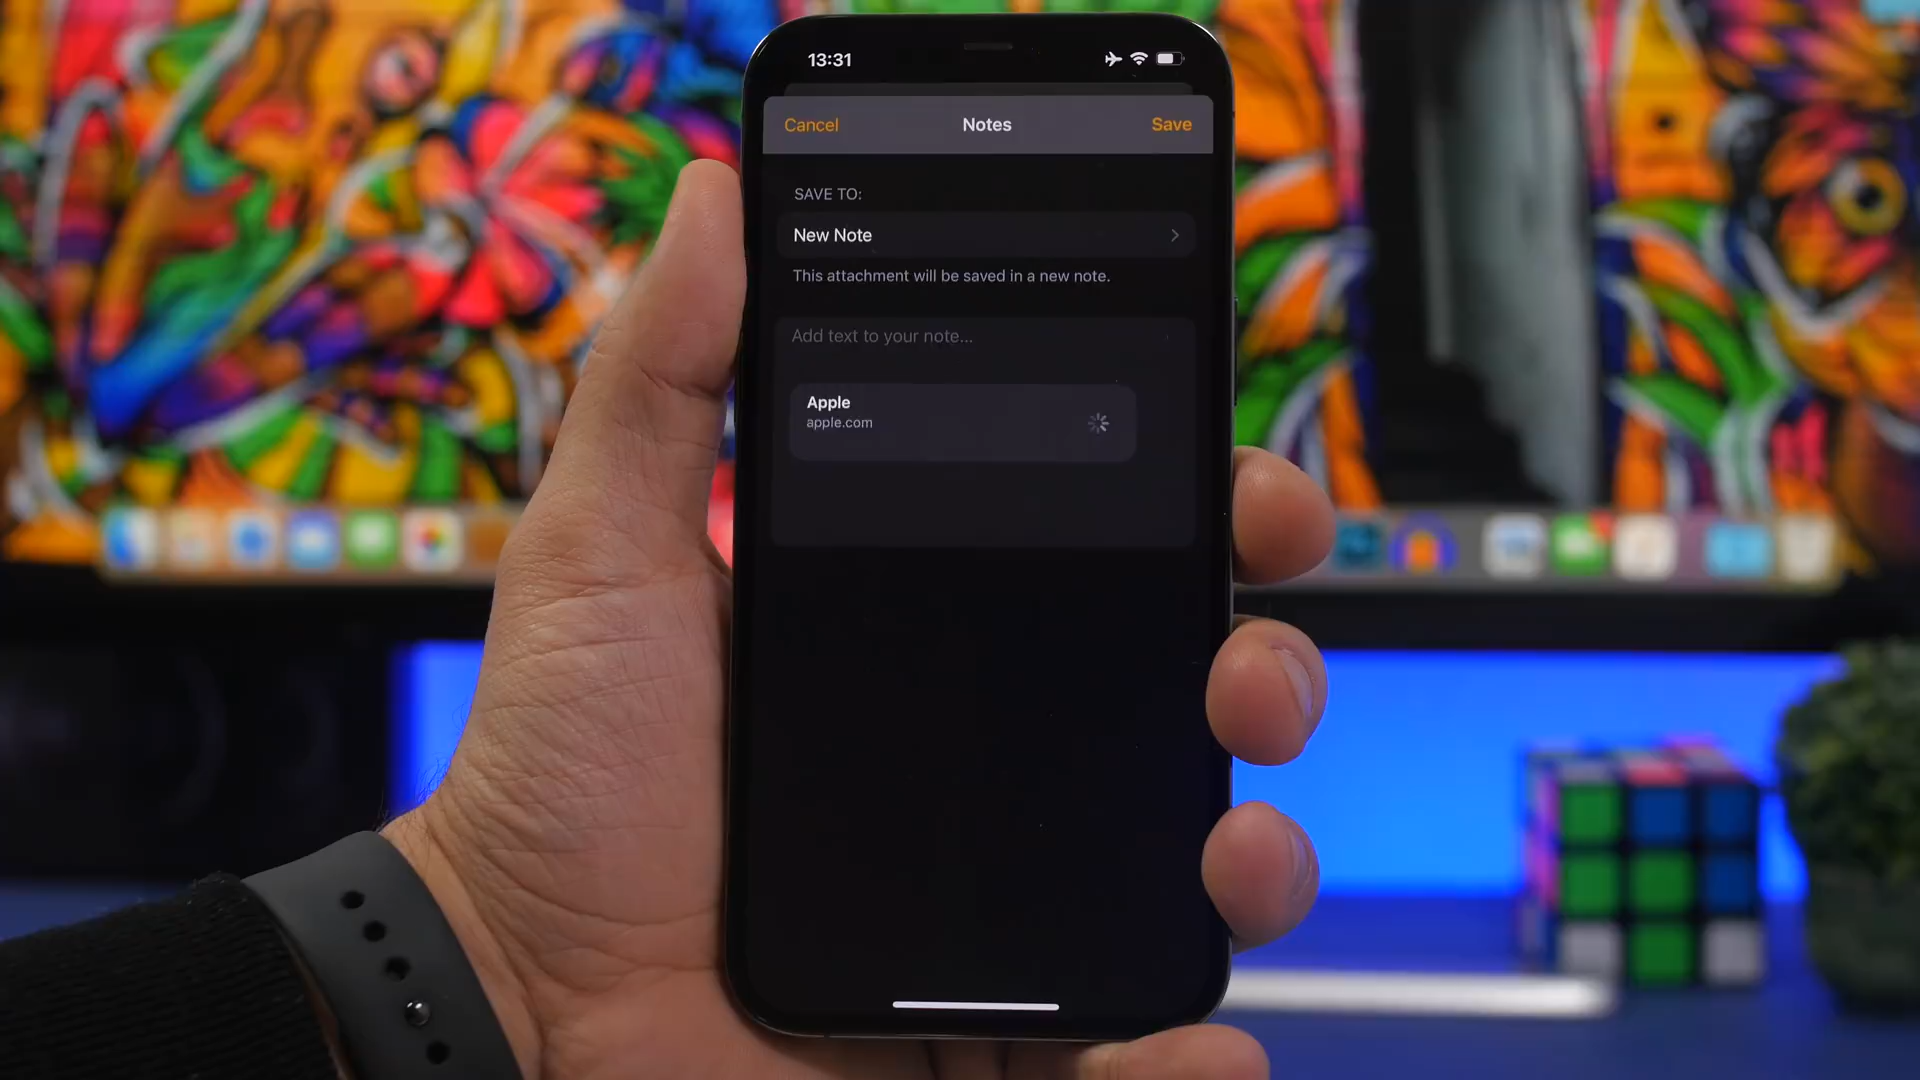 13:31
Cancel Notes Save
SAVE TO:
New Note
This attachment will be saved in a new note.
Add text to your note...
Apple
apple.com